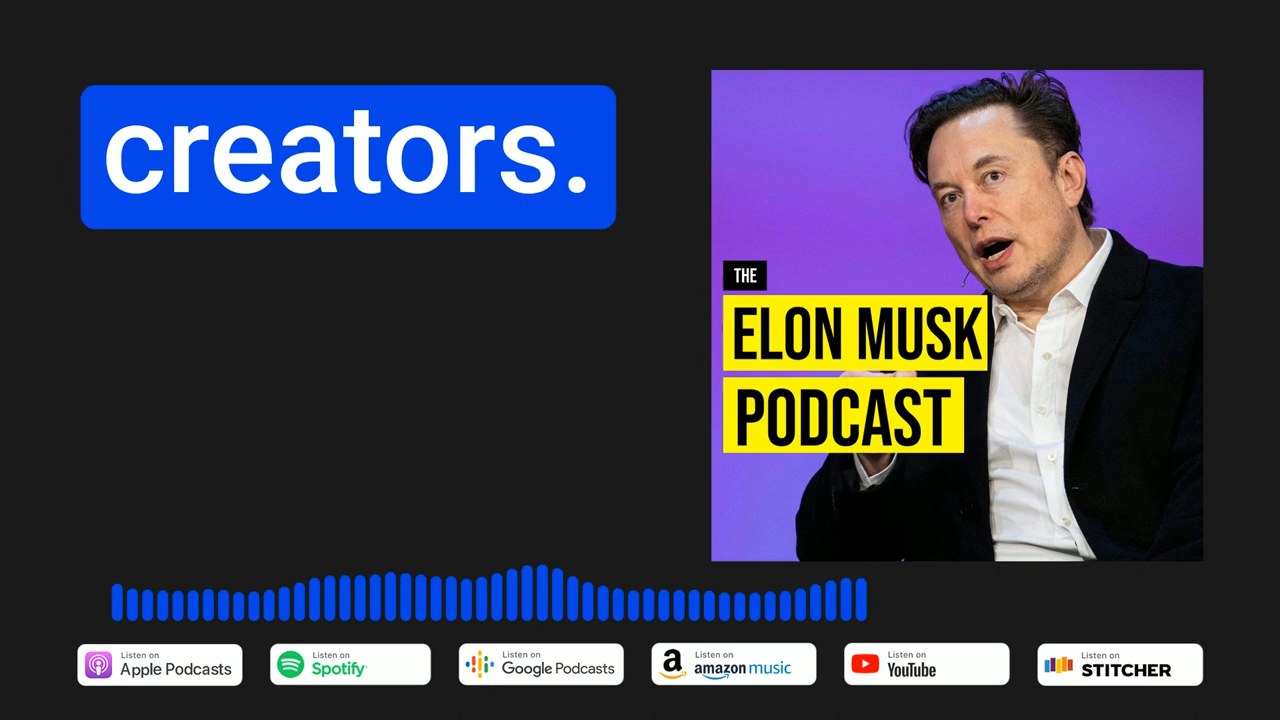 creators.
THE
ELON MUSK
PODCAST
Listen on
Apple Podcasts
Listen on
Spotify
Listen on
Google Podcasts
Listen on
a
amazon music
Listen on
YouTube
Listen on
STITCHER